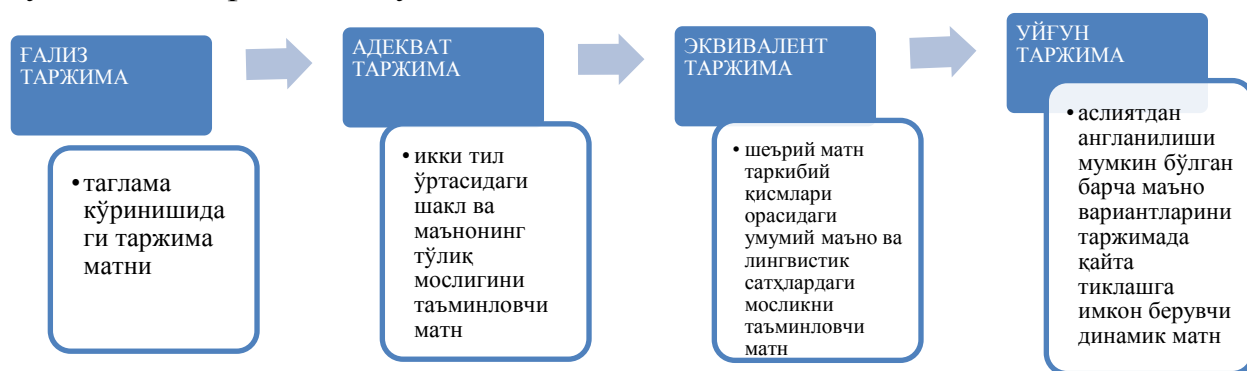 ҒАЛИЗ
ТАРЖИМА
• таглама
кўринишида
ги таржима
матни
АДЕКВАТ
ТАРЖИМА
• икки тил
ўртасидаги
шакл ва
маънонинг
тўлиқ
мослигини
таъминловчи
матн
ЭКВИВАЛЕНТ
ТАРЖИМА
• шеърий матн
таркибий
қисмлари
орасидаги
умумий маъно ва
лингвистик
сатҳлардаги
мосликни
таъминловчи
матн
УЙҒУН
ТАРЖИМА
• аслиятдан
англанилиши
мумкин бўлган
барча маъно
вариантларини
таржимада
қайта
тиклашга
имкон берувчи
динамик матн